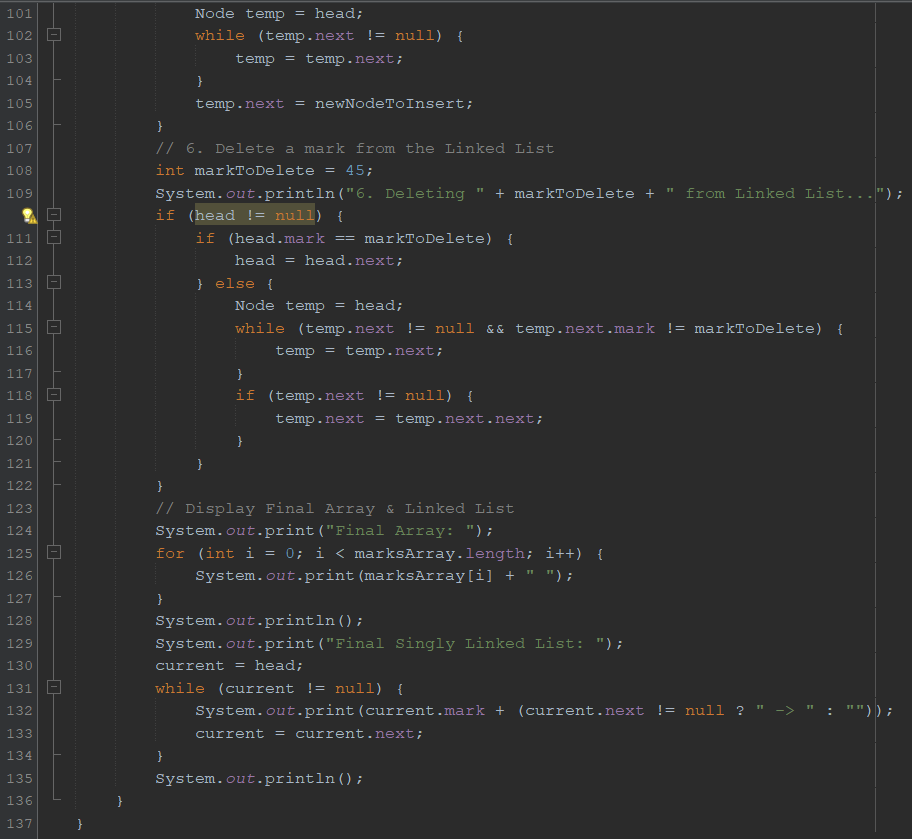 101 Node temp = head;
102 while (temp.next != null) {
103 temp = temp.next;
104 }
105 temp.next = newNodeToInsert;
106 }
107 // 6. Delete a mark from the Linked List
108 int markToDelete = 45;
109 System.out.println("6. Deleting " + markToDelete + " from Linked List...");
if (head != null) {
111 if (head.mark == markToDelete) {
112 head = head.next;
113 } else {
114 Node temp = head;
115 while (temp.next != null && temp.next.mark != markToDelete) {
116 temp = temp.next;
117 }
118 if (temp.next != null) {
119 temp.next = temp.next.next;
120 }
121 }
122 }
123 // Display Final Array & Linked List
124 System.out.print("Final Array: ");
125 for (int i = 0; i < marksArray.length; i++) {
126 System.out.print(marksArray[i] + " ");
127 }
128 System.out.println();
129 System.out.print("Final Singly Linked List: ");
130 current = head;
131 while (current != null) {
132 System.out.print(current.mark + (current.next != null ? " -> " : ""));
133 current = current.next;
134 }
135 System.out.println();
136 }
137 }